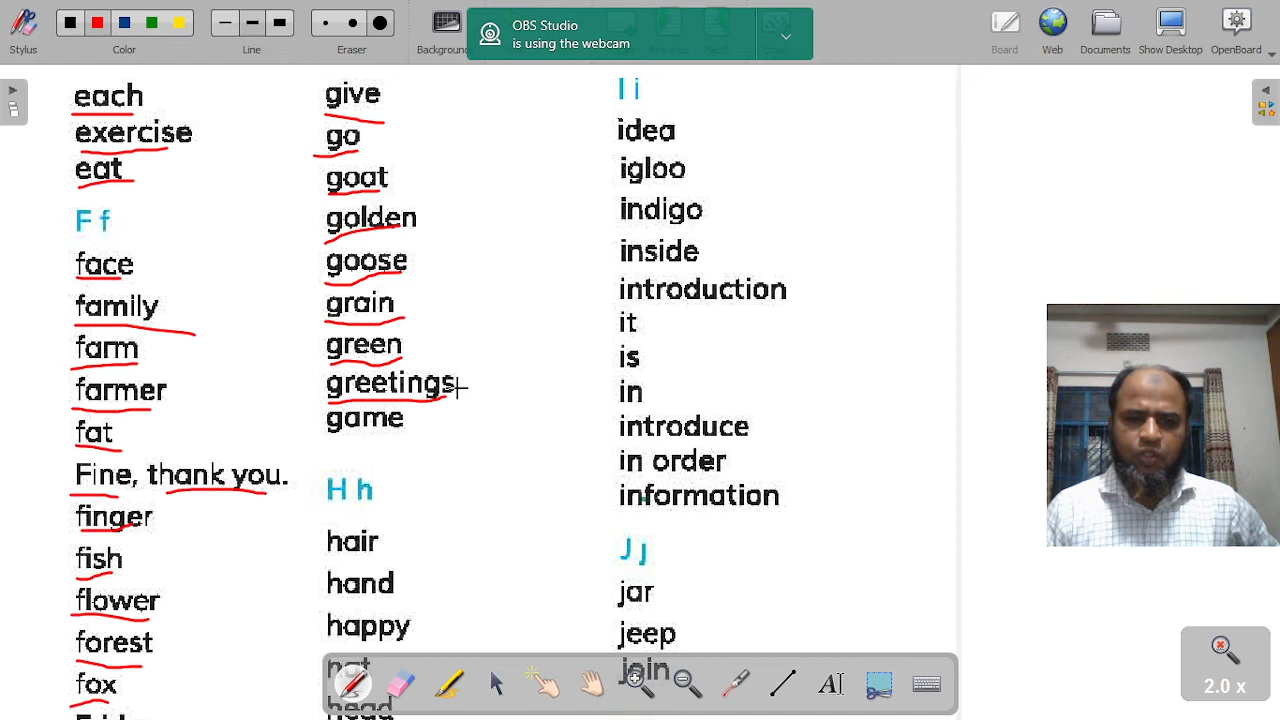 Stylus
Color
Line
Eraser
Background
OBS Studio
is using the webcam
Board
Web
Documents
Show Desktop
OpenBoard
each
exercise
eat
F f
face
family
farm
farmer
fat
Fine, thank you.
finger
fish
flower
forest
fox
give
go
goat
golden
goose
grain
green
greetings
game
H h
hair
hand
happy
hat
head
I i
idea
igloo
indigo
inside
introduction
it
is
in
introduce
in order
information
J j
jar
jeep
join
2.0 x